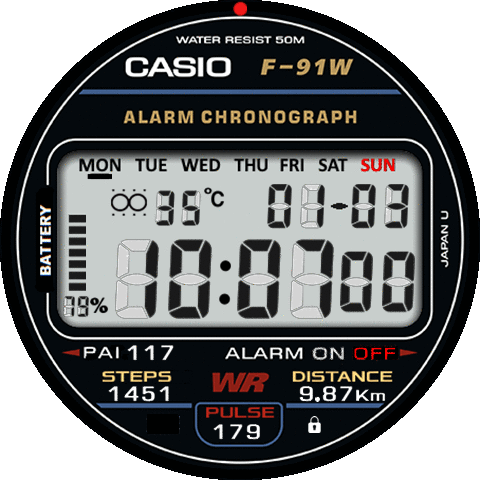 WATER RESIST 50M
CASIO F-91W
ALARM CHRONOGRAPH
MON TUE WED THU FRI SAT SUN
35°C 01-03
10:07 00
78%
BATTERY
JAPAN U
PAI 117 ALARM ON OFF
STEPS WR DISTANCE
1451 9.87Km
PULSE
179